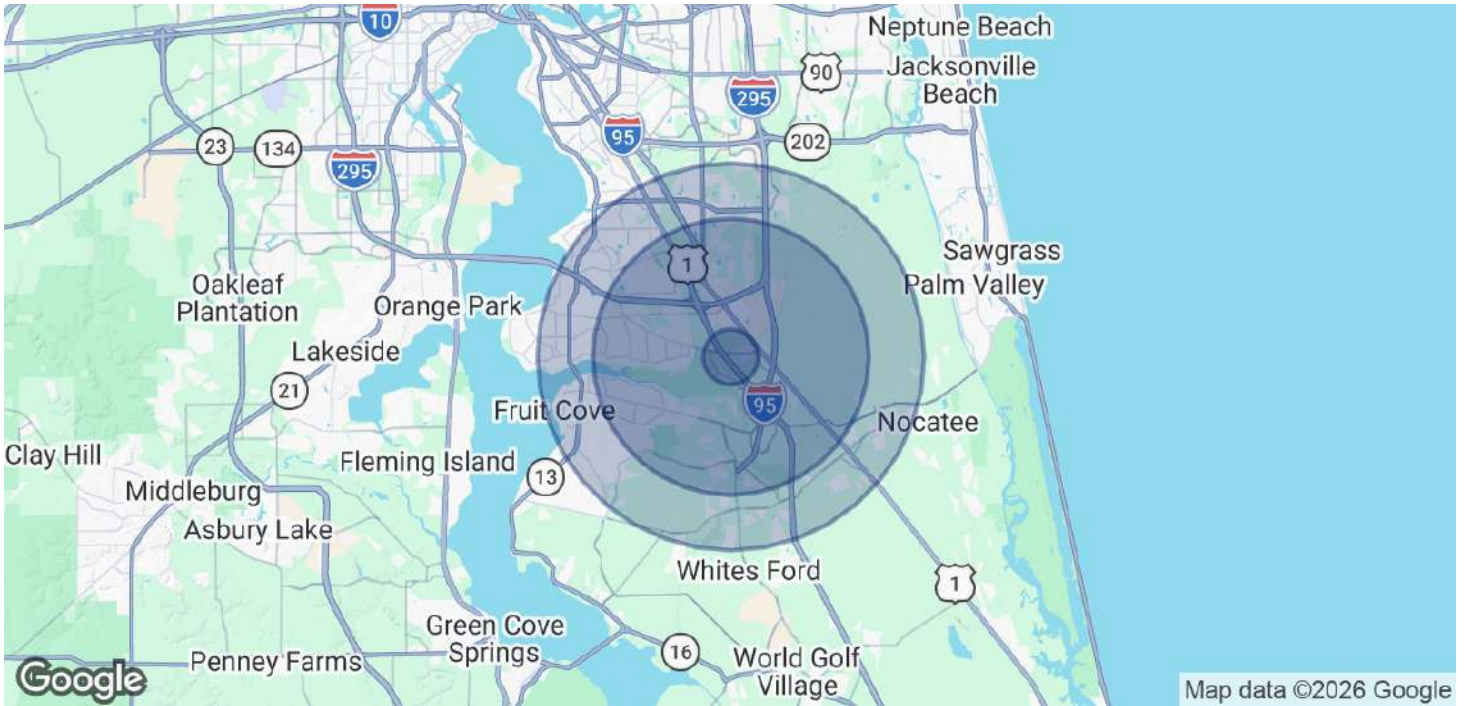 10
Neptune Beach
90
Jacksonville
Beach
295
95
202
23
134
295
1
Sawgrass
Palm Valley
Oakleaf
Plantation
Orange Park
Lakeside
21
95
Fruit Cove
Nocatee
Clay Hill
Fleming Island
13
Middleburg
Asbury Lake
Whites Ford
1
Green Cove
Springs
16
Penney Farms
World Golf
Village
Google
Map data ©2026 Google